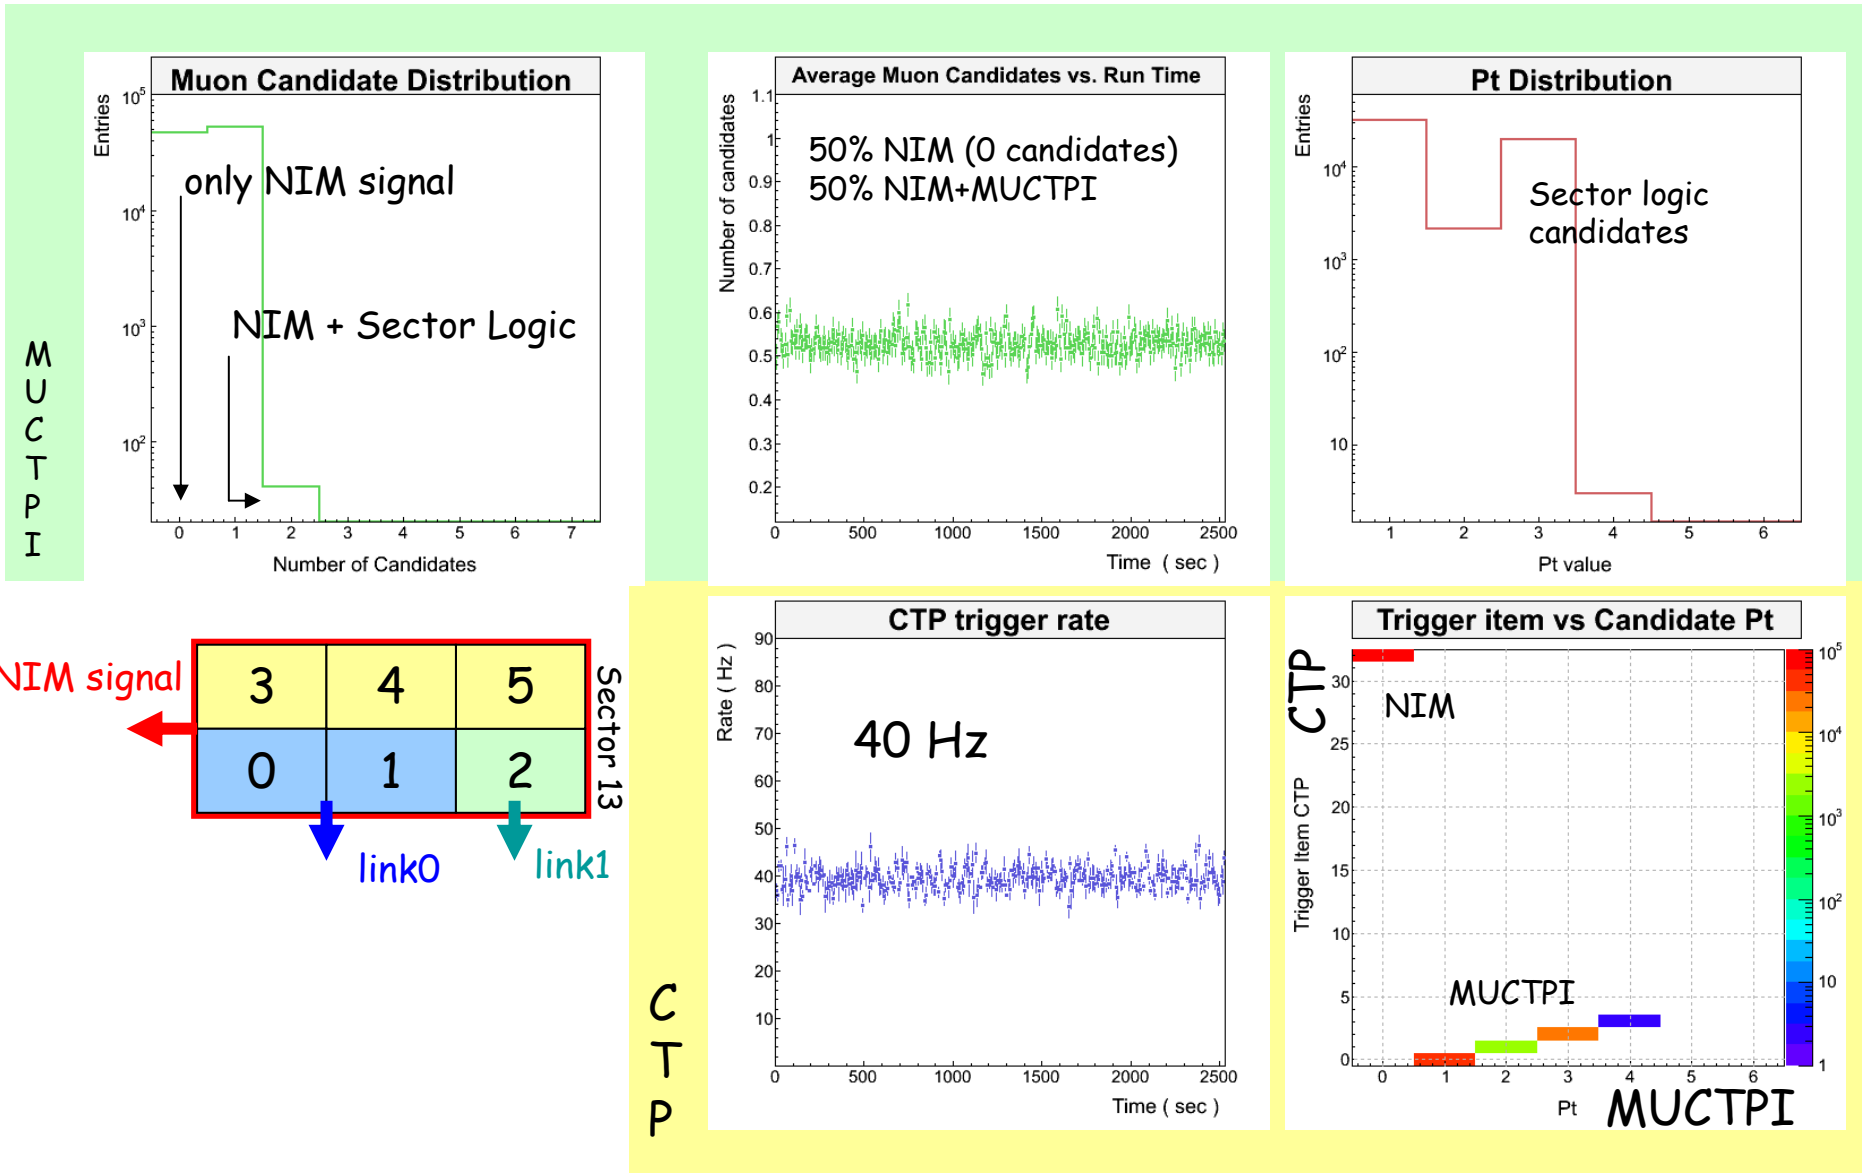 Muon Candidate Distribution
Entries
10^5
10^4
10^3
10^2
only NIM signal
NIM + Sector Logic
0 1 2 3 4 5 6 7
Number of Candidates
Average Muon Candidates vs. Run Time
Number of candidates
1.1
1
0.9
0.8
0.7
0.6
0.5
0.4
0.3
0.2
50% NIM (0 candidates)
50% NIM+MUCTPI
0 500 1000 1500 2000 2500
Time ( sec )
Pt Distribution
Entries
10^4
10^3
10^2
10
Sector logic
candidates
1 2 3 4 5 6
Pt value
MUCTPI
NIM signal
3 4 5
0 1 2
Sector 13
link0
link1
CTP
CTP trigger rate
Rate ( Hz )
90
80
70
60
50
40
30
20
10
40 Hz
0 500 1000 1500 2000 2500
Time ( sec )
Trigger item vs Candidate Pt
CTP
Trigger Item CTP
30
25
20
15
10
5
0
NIM
MUCTPI
0 1 2 3 4 5 6
Pt
MUCTPI
10^5
10^4
10^3
10^2
10
1